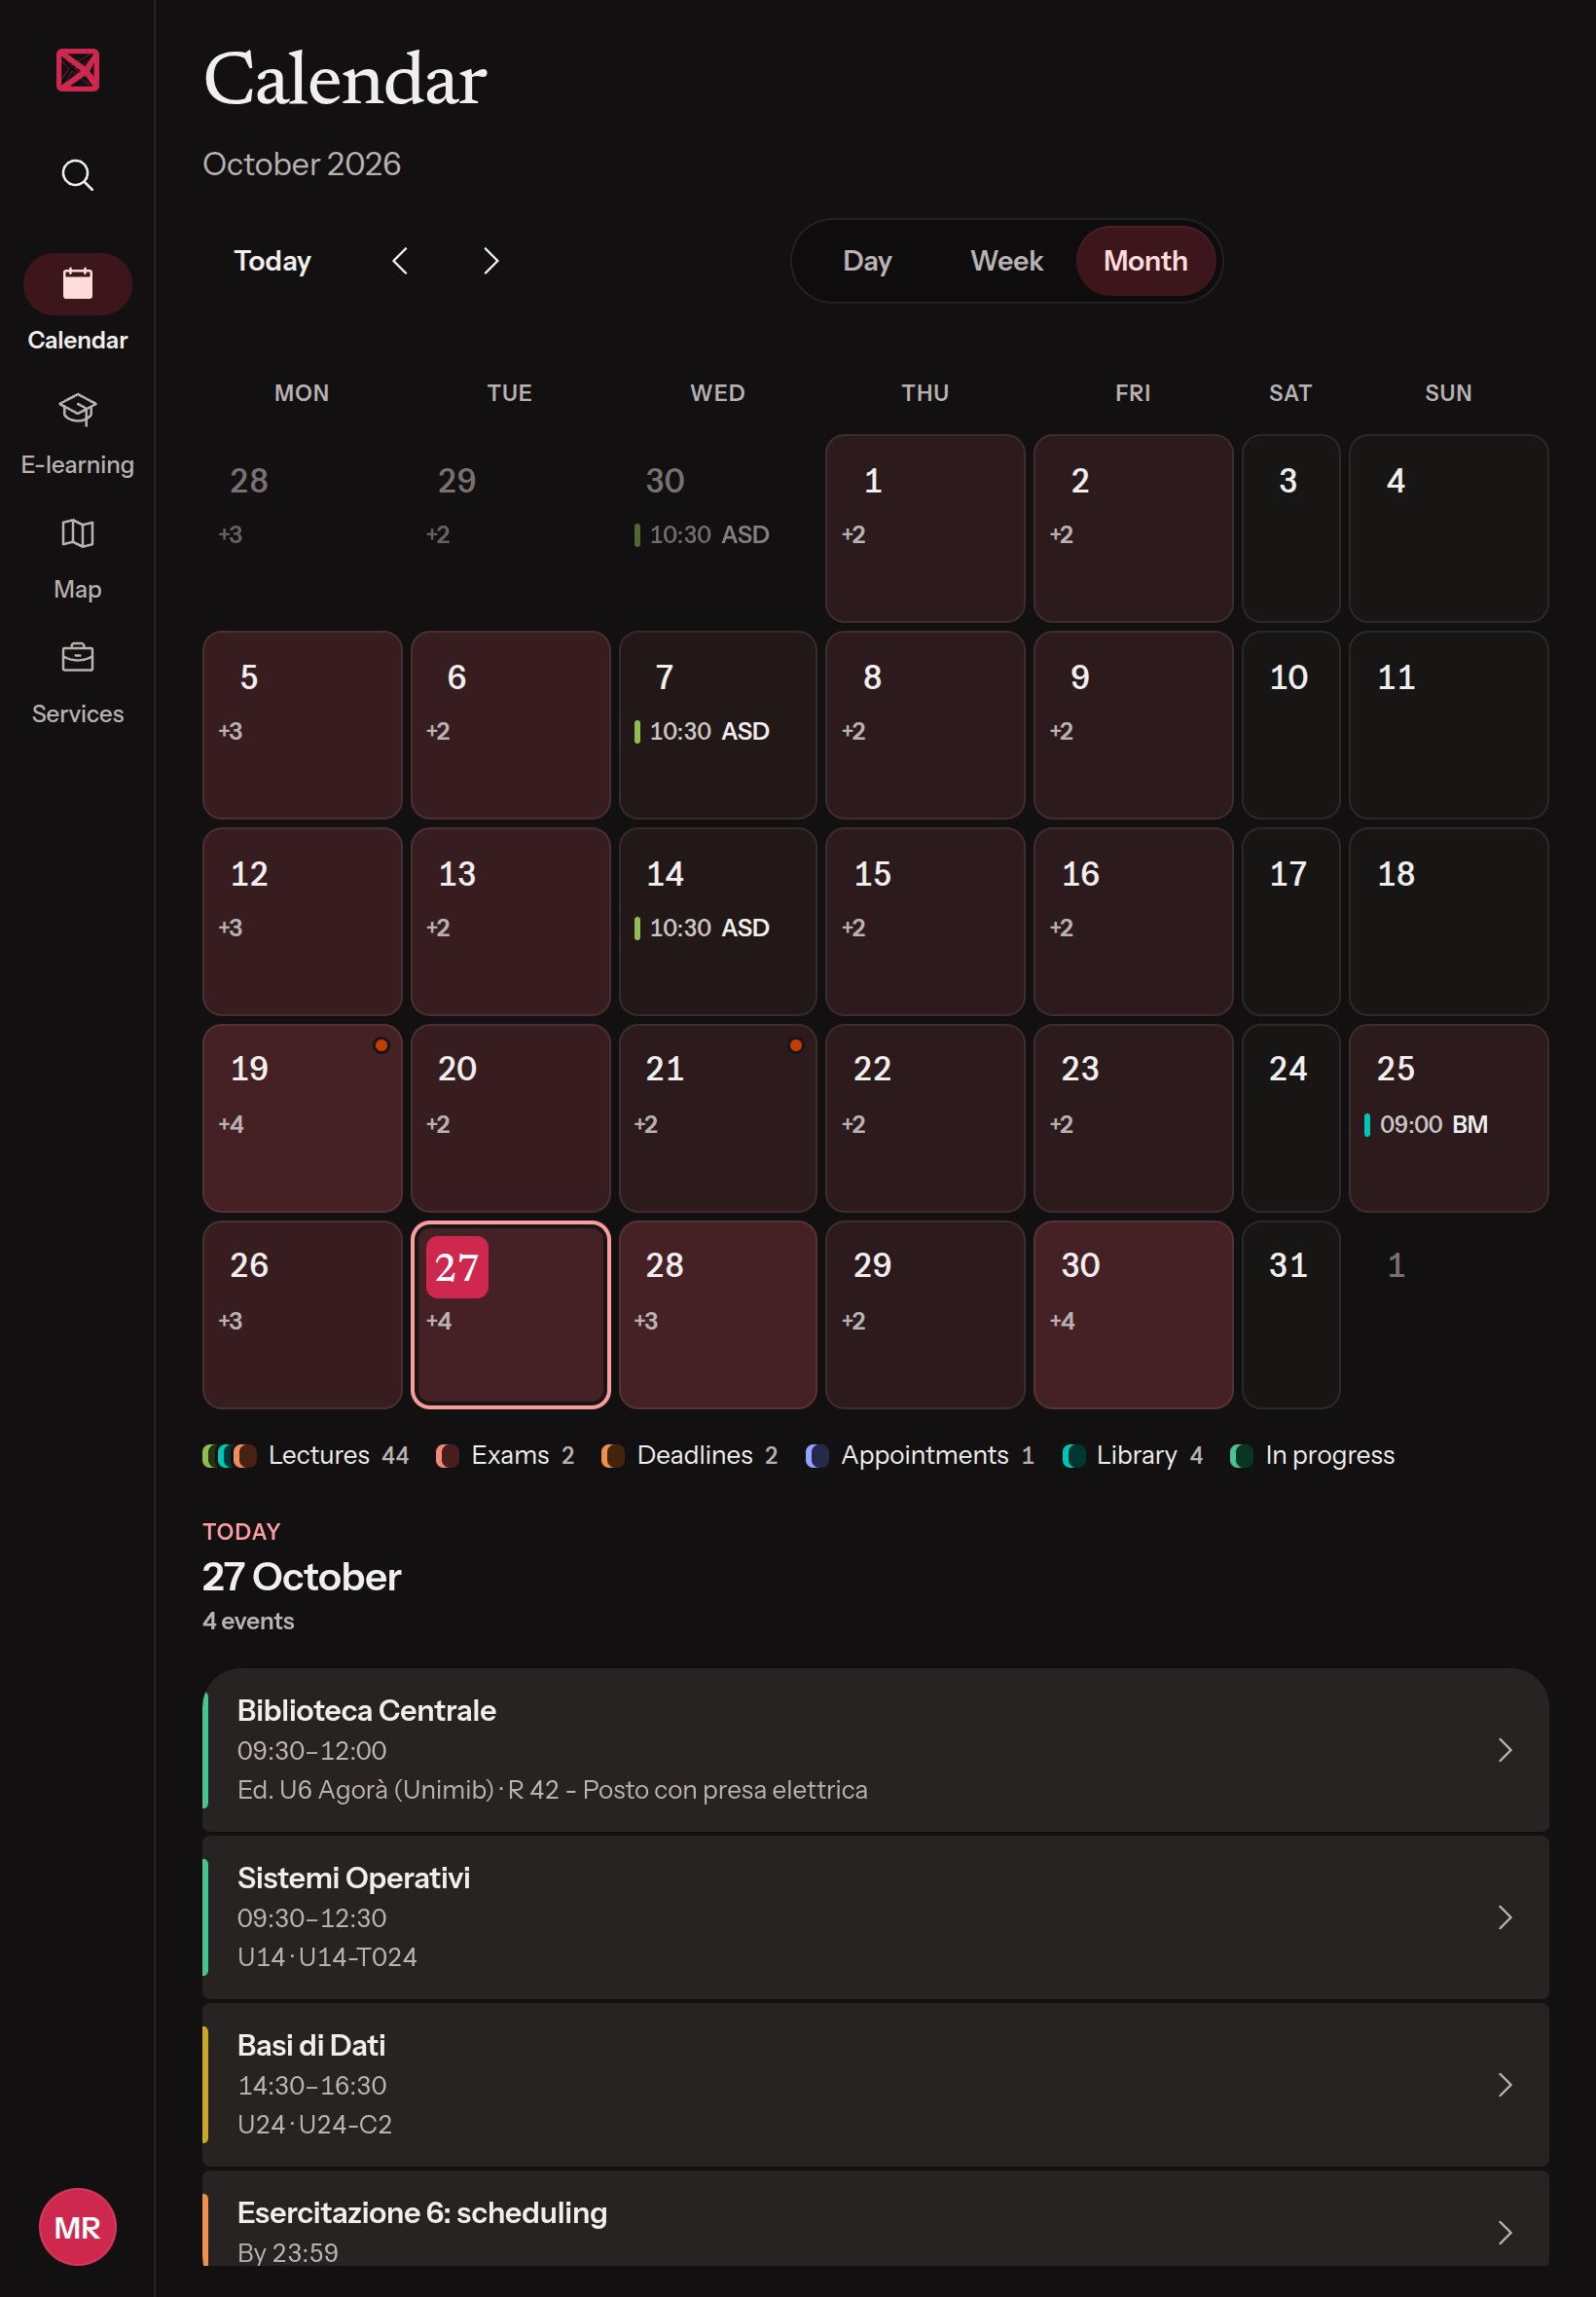 Calendar
October 2026
Today
Day Week Month
Calendar
E-learning
Map
Services
MON TUE WED THU FRI SAT SUN
28 29 30 1 2 3 4
+3 +2 10:30 ASD +2 +2
5 6 7 8 9 10 11
+3 +2 10:30 ASD +2 +2
12 13 14 15 16 17 18
+3 +2 10:30 ASD +2 +2
19 20 21 22 23 24 25
+4 +2 +2 +2 +2 09:00 BM
26 27 28 29 30 31 1
+3 +4 +3 +2 +4
Lectures 44 Exams 2 Deadlines 2 Appointments 1 Library 4 In progress
TODAY
27 October
4 events
Biblioteca Centrale
09:30–12:00
Ed. U6 Agorà (Unimib) · R 42 - Posto con presa elettrica
Sistemi Operativi
09:30–12:30
U14 · U14-T024
Basi di Dati
14:30–16:30
U24 · U24-C2
Esercitazione 6: scheduling
By 23:59
MR